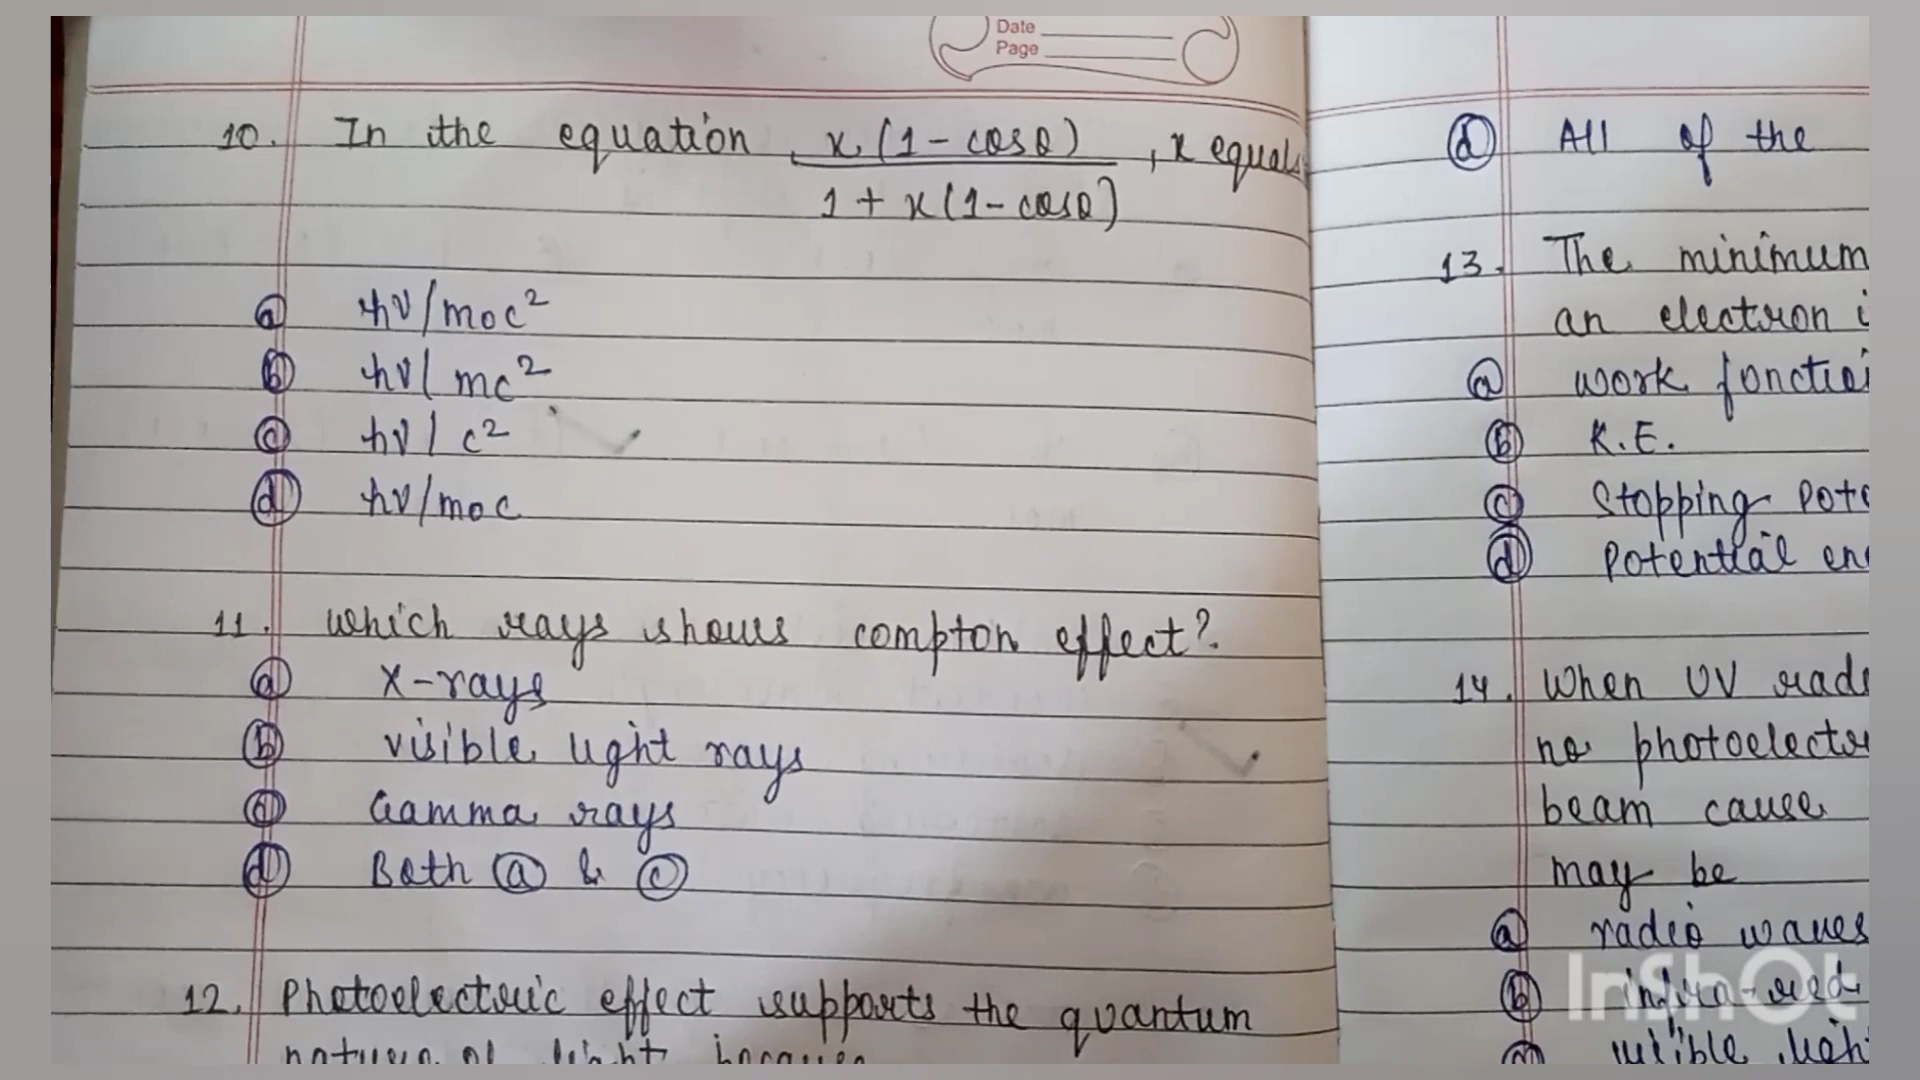 Date
Page
10. In the equation x(1-cosθ) / 1+x(1-cosθ), x equals
ⓐ hν/moc²
ⓑ hν/mc²
ⓒ hν/c²
ⓓ hν/moc
11. which rays shows compton effect?
ⓐ X-rays
ⓑ visible light rays
ⓒ Gamma rays
ⓓ Both ⓐ & ⓒ
12. Photoelectric effect supports the quantum
ⓓ All of the
13. The minimum
an electron
ⓐ work
ⓑ K.E.
ⓒ Stopping
ⓓ Potential
14. When UV
no
beam cause
may be
ⓐ radio waves
ⓑ infra-red
visible
InShOt